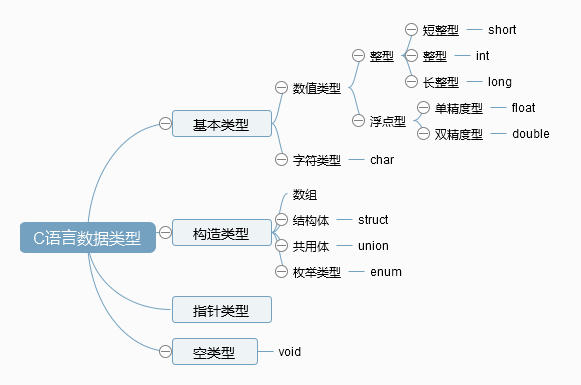 C语言数据类型
基本类型
数值类型
整型
短整型 short
整型 int
长整型 long
浮点型
单精度型 float
双精度型 double
字符类型 char
构造类型
数组
结构体 struct
共用体 union
枚举类型 enum
指针类型
空类型 void